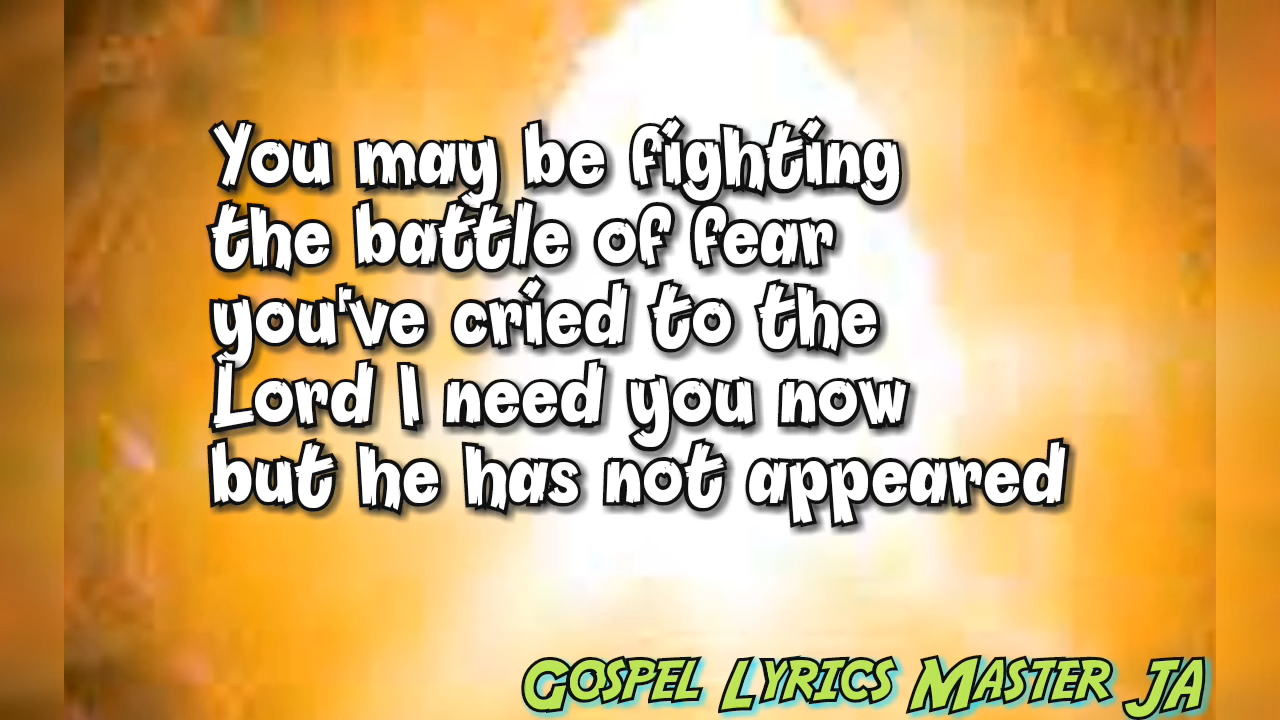 You may be fighting
the battle of fear
you've cried to the
Lord I need you now
but he has not appeared
Gospel Lyrics Master JA